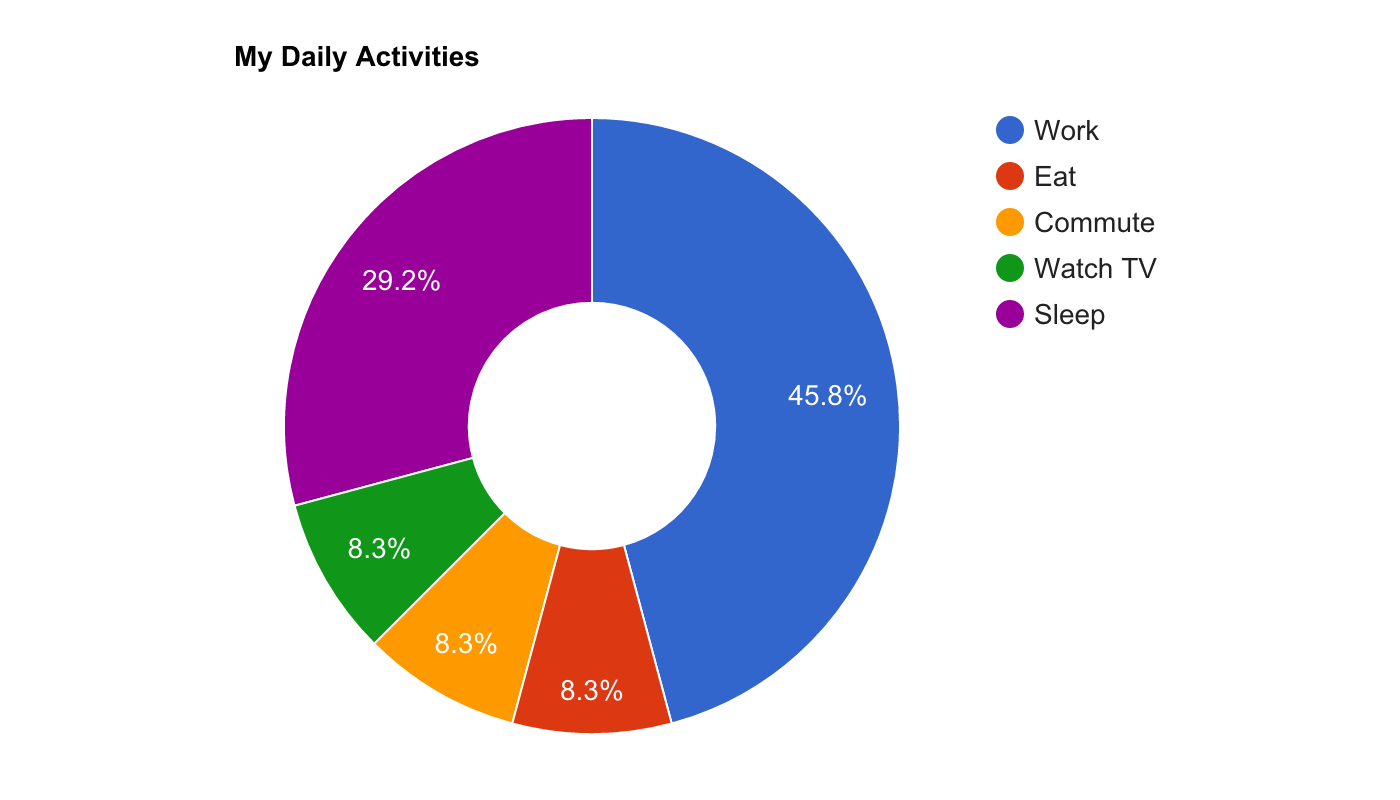 My Daily Activities
Work
Eat
Commute
Watch TV
Sleep
29.2%
45.8%
8.3%
8.3%
8.3%